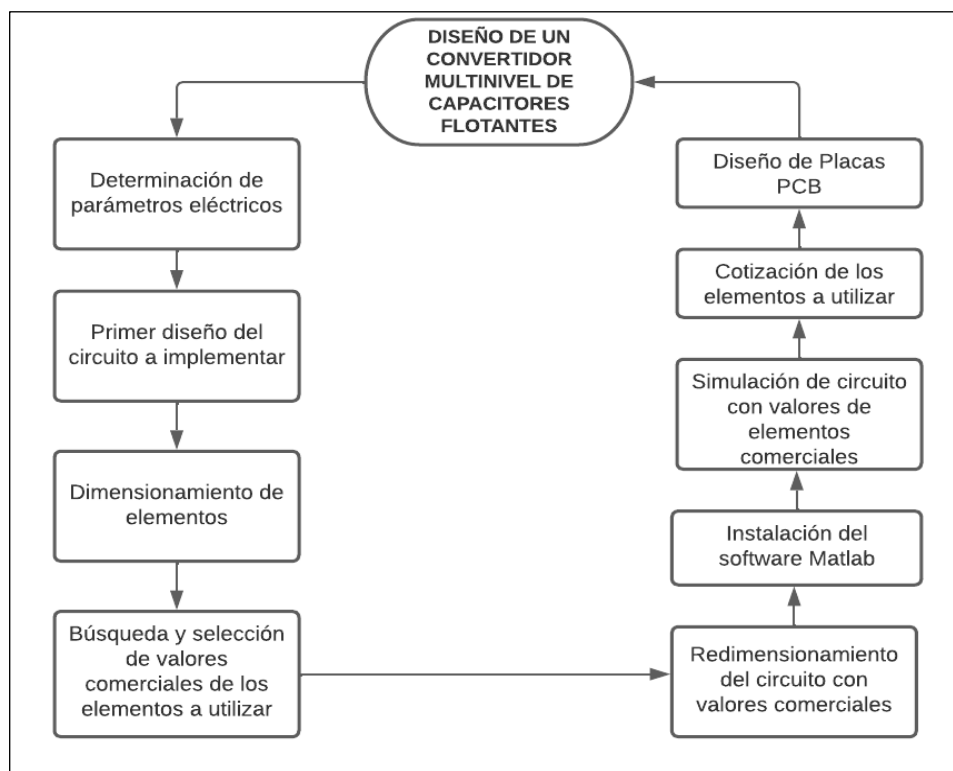 DISEÑO DE UN
CONVERTIDOR
MULTINIVEL DE
CAPACITORES
FLOTANTES
Determinación de
parámetros eléctricos
Primer diseño del
circuito a implementar
Dimensionamiento de
elementos
Búsqueda y selección
de valores
comerciales de los
elementos a utilizar
Redimensionamiento
del circuito con
valores comerciales
Instalación del
software Matlab
Simulación de circuito
con valores de
elementos
comerciales
Cotización de los
elementos a utilizar
Diseño de Placas
PCB